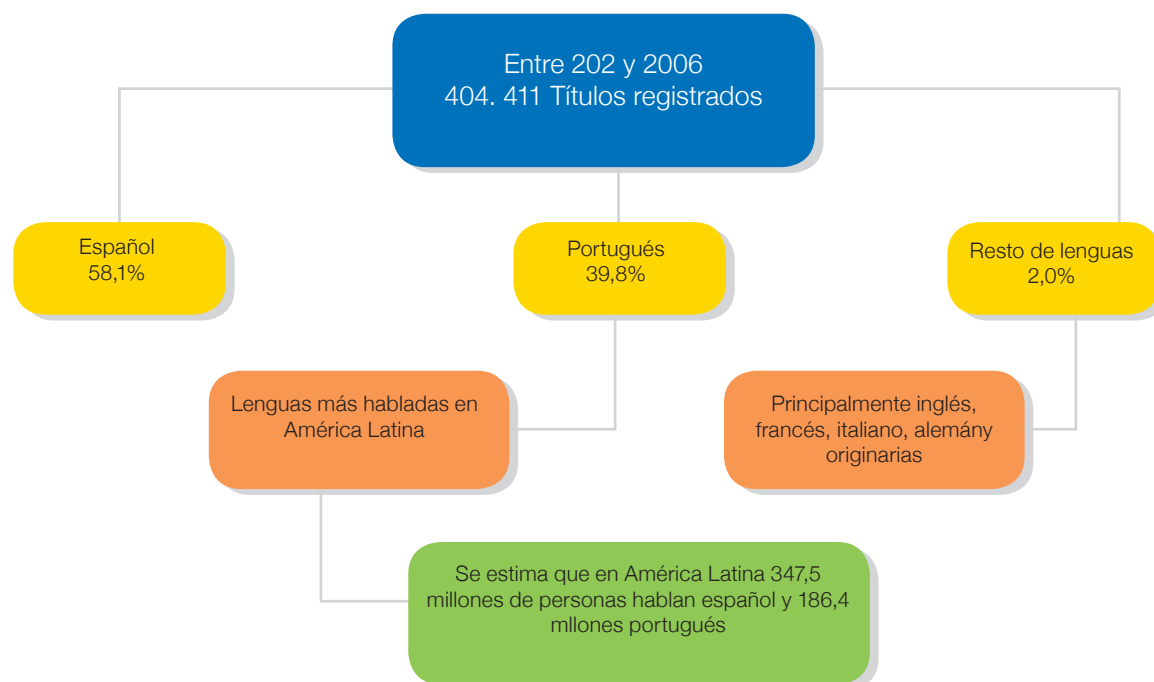 Entre 202 y 2006
404. 411 Títulos registrados
Español
58,1%
Portugués
39,8%
Resto de lenguas
2,0%
Lenguas más habladas en
América Latina
Principalmente inglés,
francés, italiano, alemány
originarias
Se estima que en América Latina 347,5
millones de personas hablan español y 186,4
mllones portugués